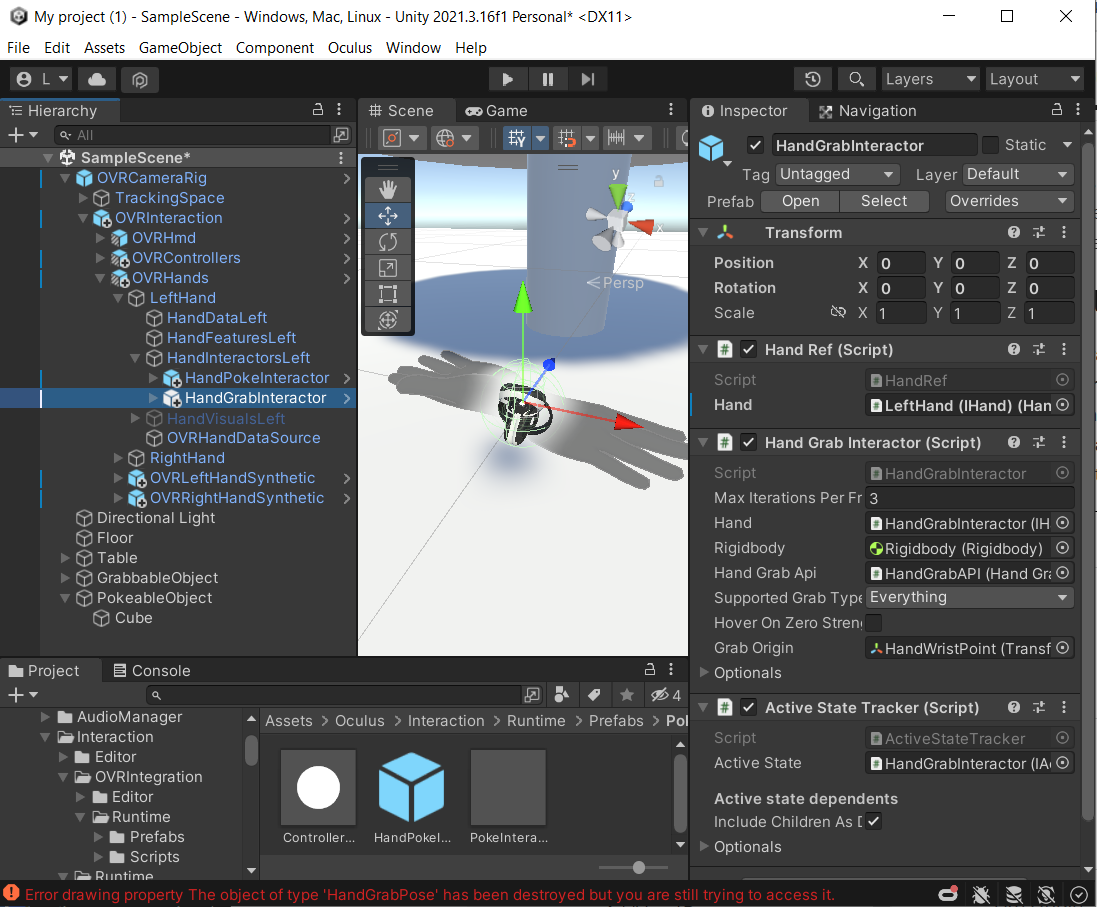 My project (1) - SampleScene - Windows, Mac, Linux - Unity 2021.3.16f1 Personal* <DX11>
File Edit Assets GameObject Component Oculus Window Help
L Layers Layout
Hierarchy
All
SampleScene*
OVRCameraRig
TrackingSpace
OVRInteraction
OVRHmd
OVRControllers
OVRHands
LeftHand
HandDataLeft
HandFeaturesLeft
HandInteractorsLeft
HandPokeInteractor
HandGrabInteractor
HandVisualsLeft
OVRHandDataSource
RightHand
OVRLeftHandSynthetic
OVRRightHandSynthetic
Directional Light
Floor
Table
GrabbableObject
PokeableObject
Cube
Scene Game
y
x
Persp
Inspector Navigation
HandGrabInteractor Static
Tag Untagged Layer Default
Prefab Open Select Overrides
Transform
Position X 0 Y 0 Z 0
Rotation X 0 Y 0 Z 0
Scale X 1 Y 1 Z 1
# Hand Ref (Script)
Script # HandRef
Hand # LeftHand (IHand) (Han
# Hand Grab Interactor (Script)
Script # HandGrabInteractor
Max Iterations Per Fr 3
Hand # HandGrabInteractor (IH
Rigidbody Rigidbody (Rigidbody)
Hand Grab Api # HandGrabAPI (Hand Gra
Supported Grab Type Everything
Hover On Zero Stren
Grab Origin HandWristPoint (Transf
Optionals
# Active State Tracker (Script)
Script # ActiveStateTracker
Active State # HandGrabInteractor (IA
Active state dependents
Include Children As D
Optionals
Project Console
4
AudioManager
Interaction
Editor
OVRIntegration
Editor
Runtime
Prefabs
Scripts
Runtime
Assets > Oculus > Interaction > Runtime > Prefabs > Pol
Controller... HandPokeI... PokeIntera...
Error drawing property The object of type 'HandGrabPose' has been destroyed but you are still trying to access it.